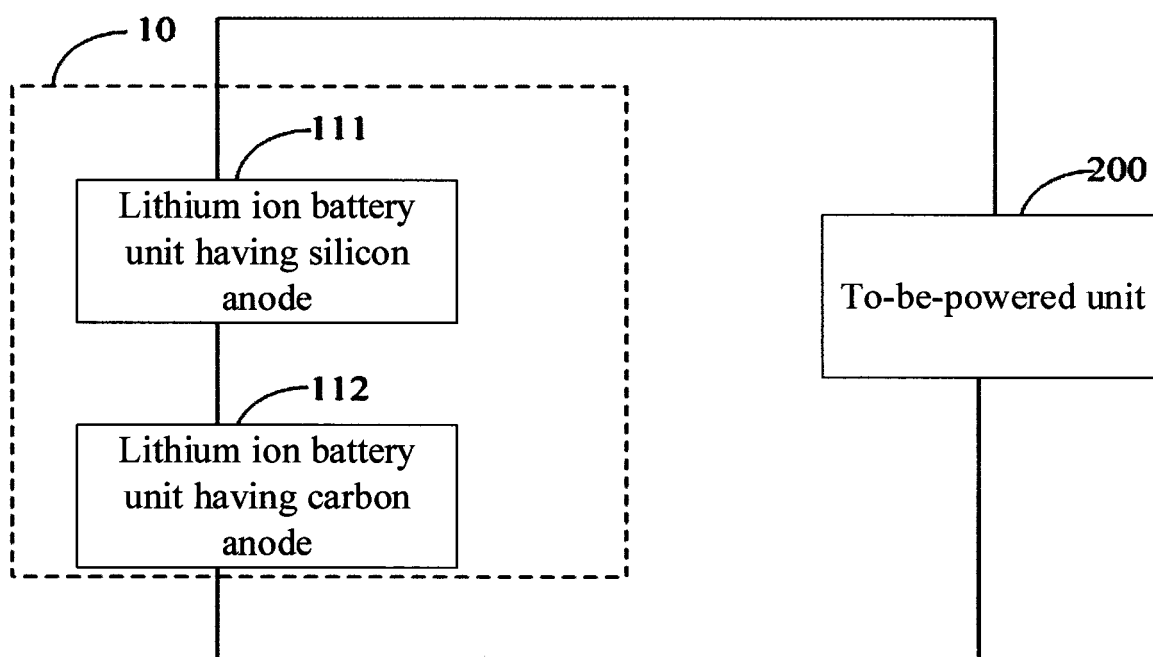 10
111
Lithium ion battery
unit having silicon
anode
200
To-be-powered unit
112
Lithium ion battery
unit having carbon
anode